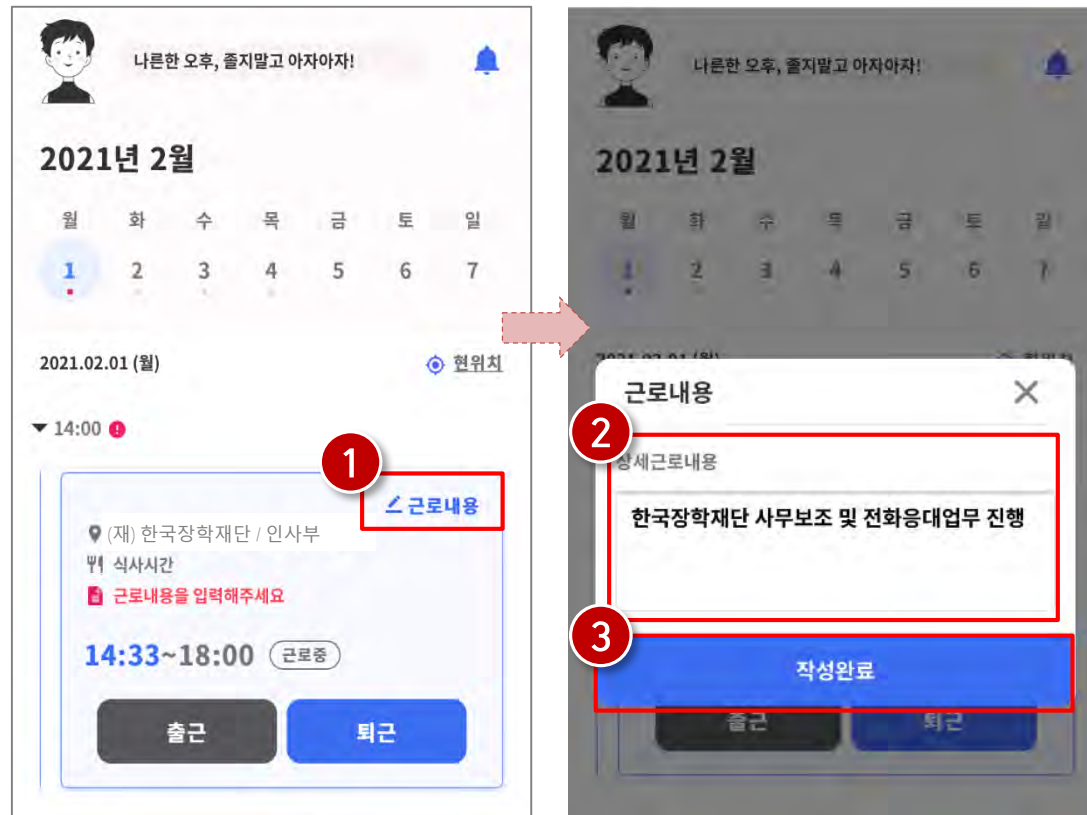 나른한 오후, 졸지말고 아자아자!
2021년 2월
월 화 수 목 금 토 일
1 2 3 4 5 6 7
2021.02.01 (월)
현위치
14:00
1
근로내용
(재) 한국장학재단 / 인사부
식사시간
근로내용을 입력해주세요
14:33~18:00 근로중
출근 퇴근
나른한 오후, 졸지말고 아자아자!
2021년 2월
월 화 수 목 금 토 일
1 2 3 4 5 6 7
2021.02.01 (월)
현위치
근로내용
2
상세근로내용
한국장학재단 사무보조 및 전화응대업무 진행
3
작성완료
출근 퇴근